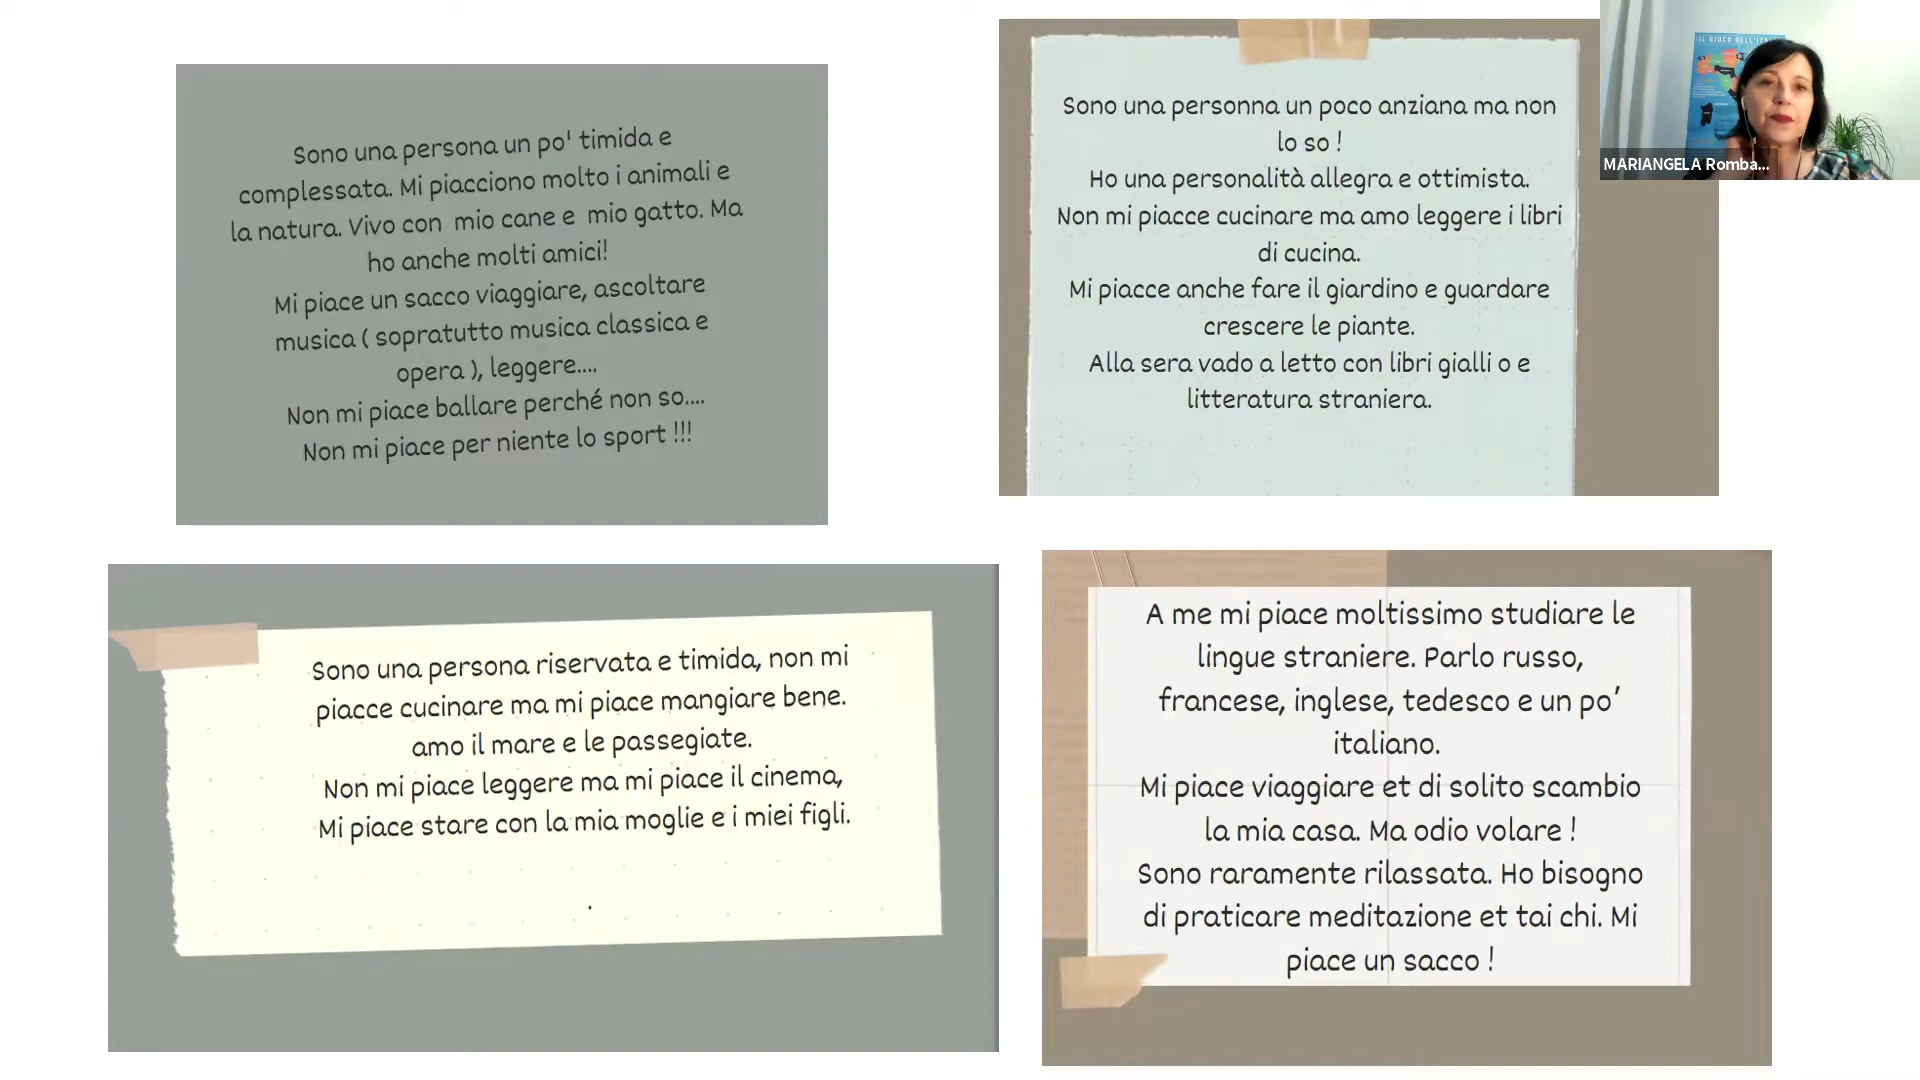 Sono una persona un po' timida e
complessata. Mi piacciono molto i animali e
la natura. Vivo con mio cane e mio gatto. Ma
ho anche molti amici!
Mi piace un sacco viaggiare, ascoltare
musica ( sopratutto musica classica e
opera ), leggere....
Non mi piace ballare perché non so....
Non mi piace per niente lo sport !!!
Sono una personna un poco anziana ma non
lo so !
Ho una personalità allegra e ottimista.
Non mi piacce cucinare ma amo leggere i libri
di cucina.
Mi piacce anche fare il giardino e guardare
crescere le piante.
Alla sera vado a letto con libri gialli o e
litteratura straniera.
IL GIOCO DELL'ITA
MARIANGELA Romba...
Sono una persona riservata e timida, non mi
piacce cucinare ma mi piace mangiare bene.
amo il mare e le passegiate.
Non mi piace leggere ma mi piace il cinema,
Mi piace stare con la mia moglie e i miei figli.
.
A me mi piace moltissimo studiare le
lingue straniere. Parlo russo,
francese, inglese, tedesco e un po’
italiano.
Mi piace viaggiare et di solito scambio
la mia casa. Ma odio volare !
Sono raramente rilassata. Ho bisogno
di praticare meditazione et tai chi. Mi
piace un sacco !